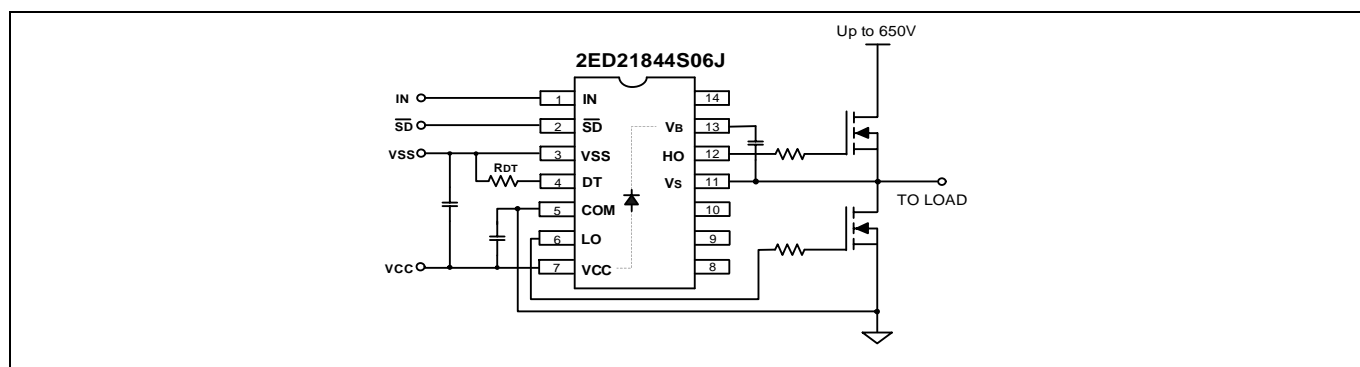 Up to 650V
2ED21844S06J
IN 1 IN 14
SD 2 SD VB 13
VSS 3 VSS HO 12
RDT 4 DT VS 11
TO LOAD
5 COM 10
6 LO 9
VCC 7 VCC 8